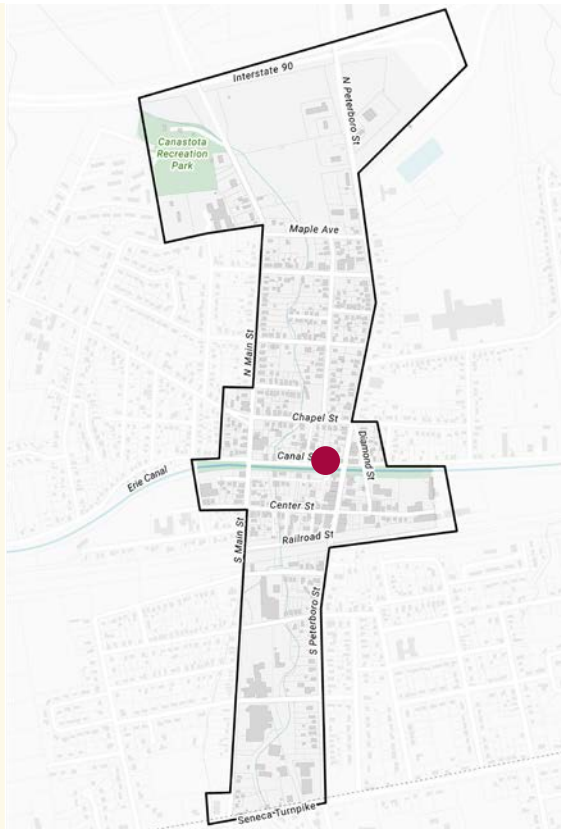 Interstate 90
N Peterboro St
Canastota
Recreation
Park
Maple Ave
N Main St
Chapel St
Diamond St
Canal S
Erie Canal
Center St
Railroad St
S Main St
S Peterboro St
Seneca-Turnpike